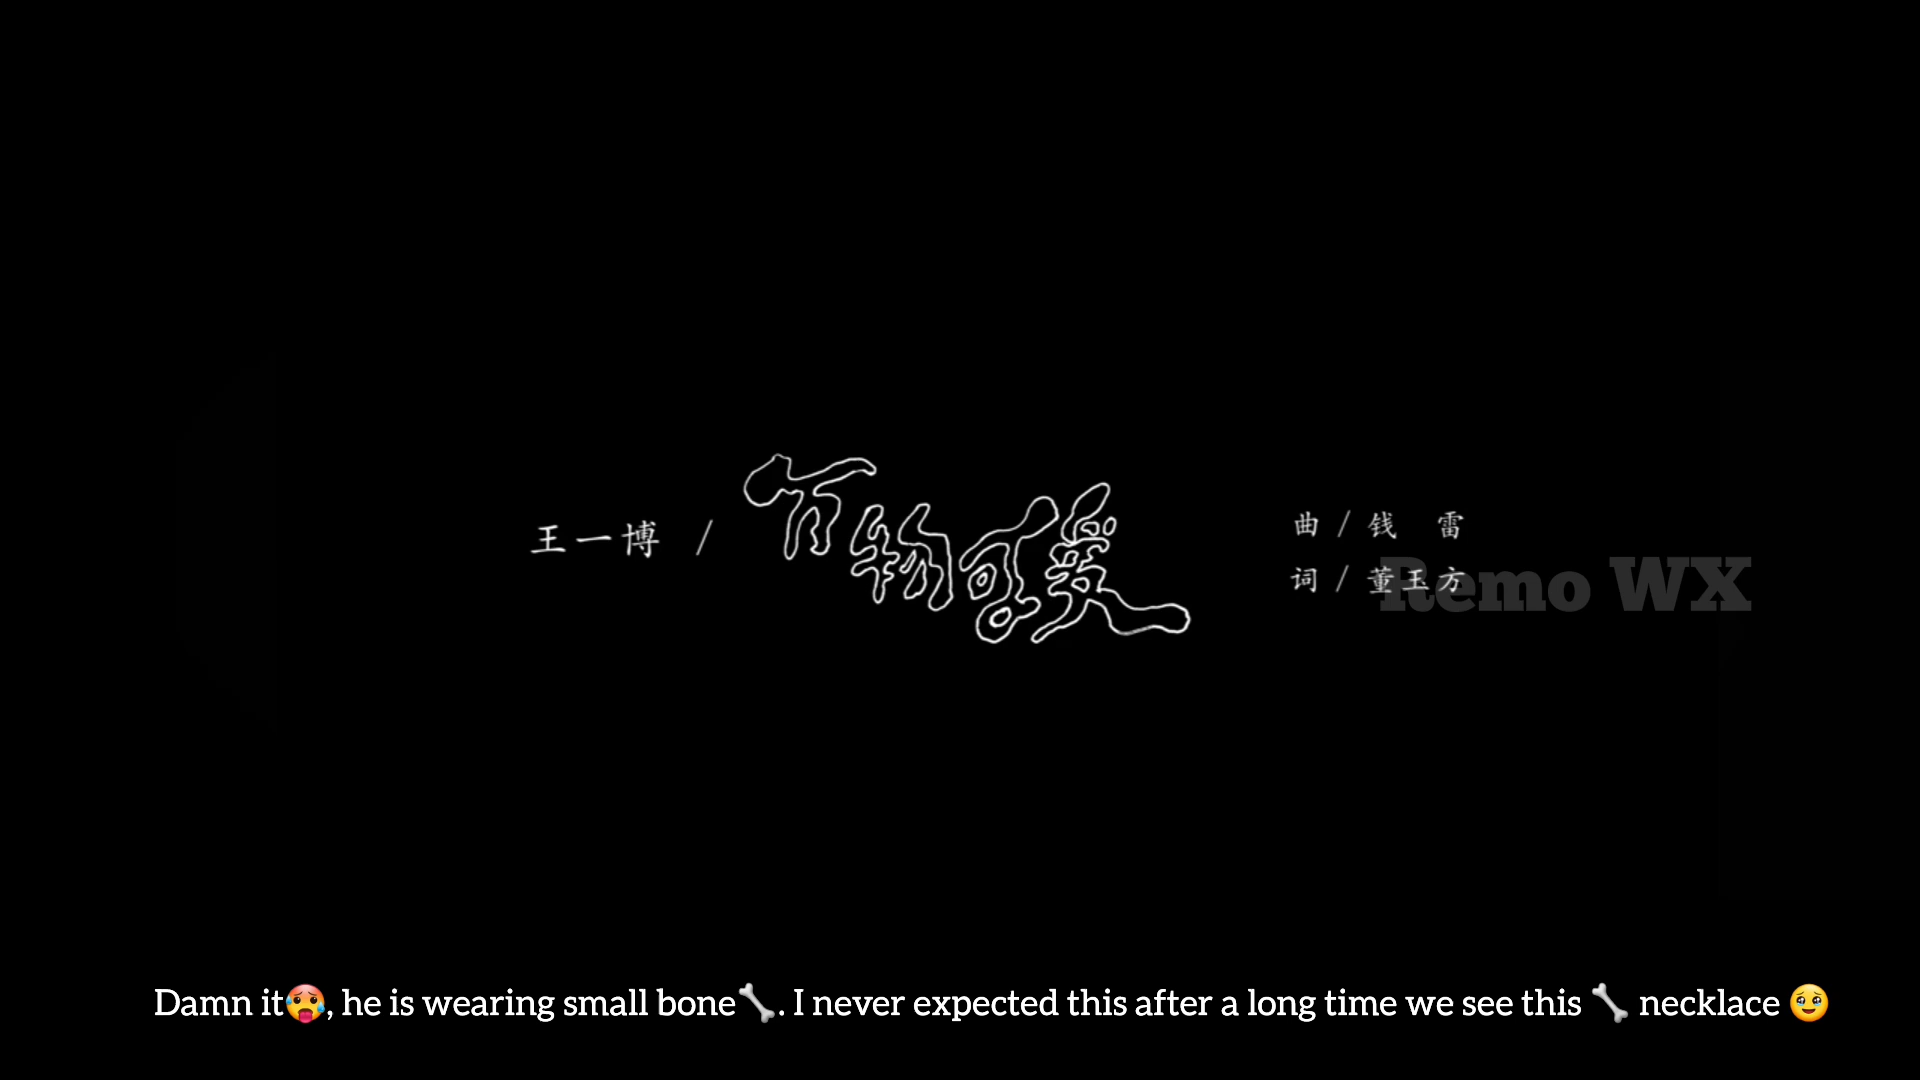 王一博 / 万物可爱
曲 / 钱 雷
词 / 董玉方
Remo WX
Damn it🥵, he is wearing small bone🦴. I never expected this after a long time we see this 🦴 necklace 🥹